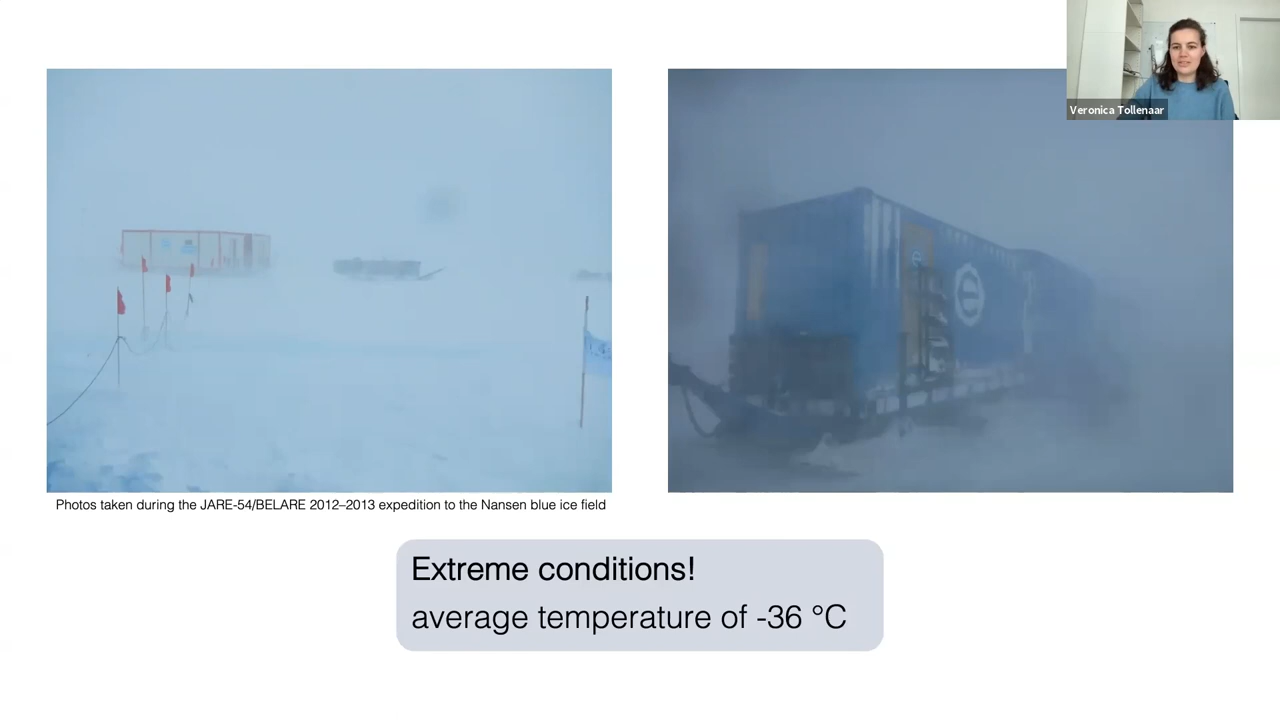 Veronica Tollenaar
Photos taken during the JARE-54/BELARE 2012–2013 expedition to the Nansen blue ice field
Extreme conditions!
average temperature of -36 °C